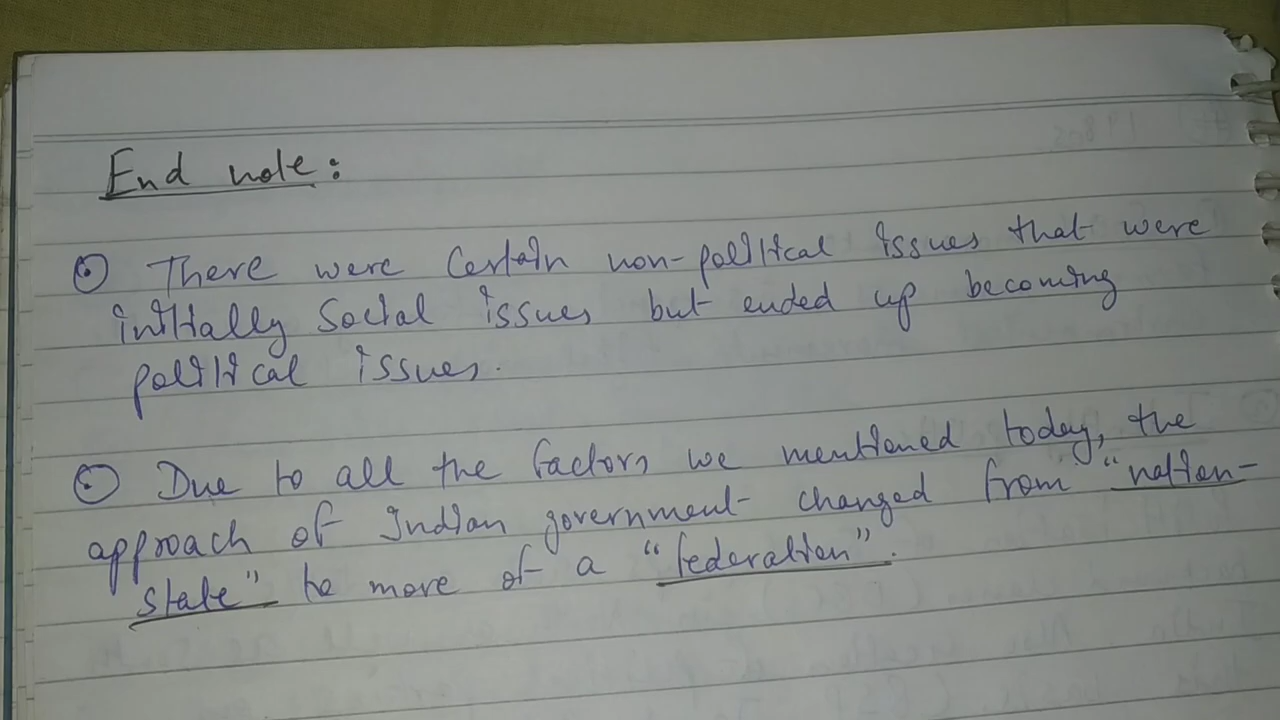 End note:
⊙ There were certain non-political issues that were
initially social issues but ended up becoming
political issues.
⊙ Due to all the factors we mentioned today, the
approach of Indian government changed from "nation-
state" to more of a "federation".